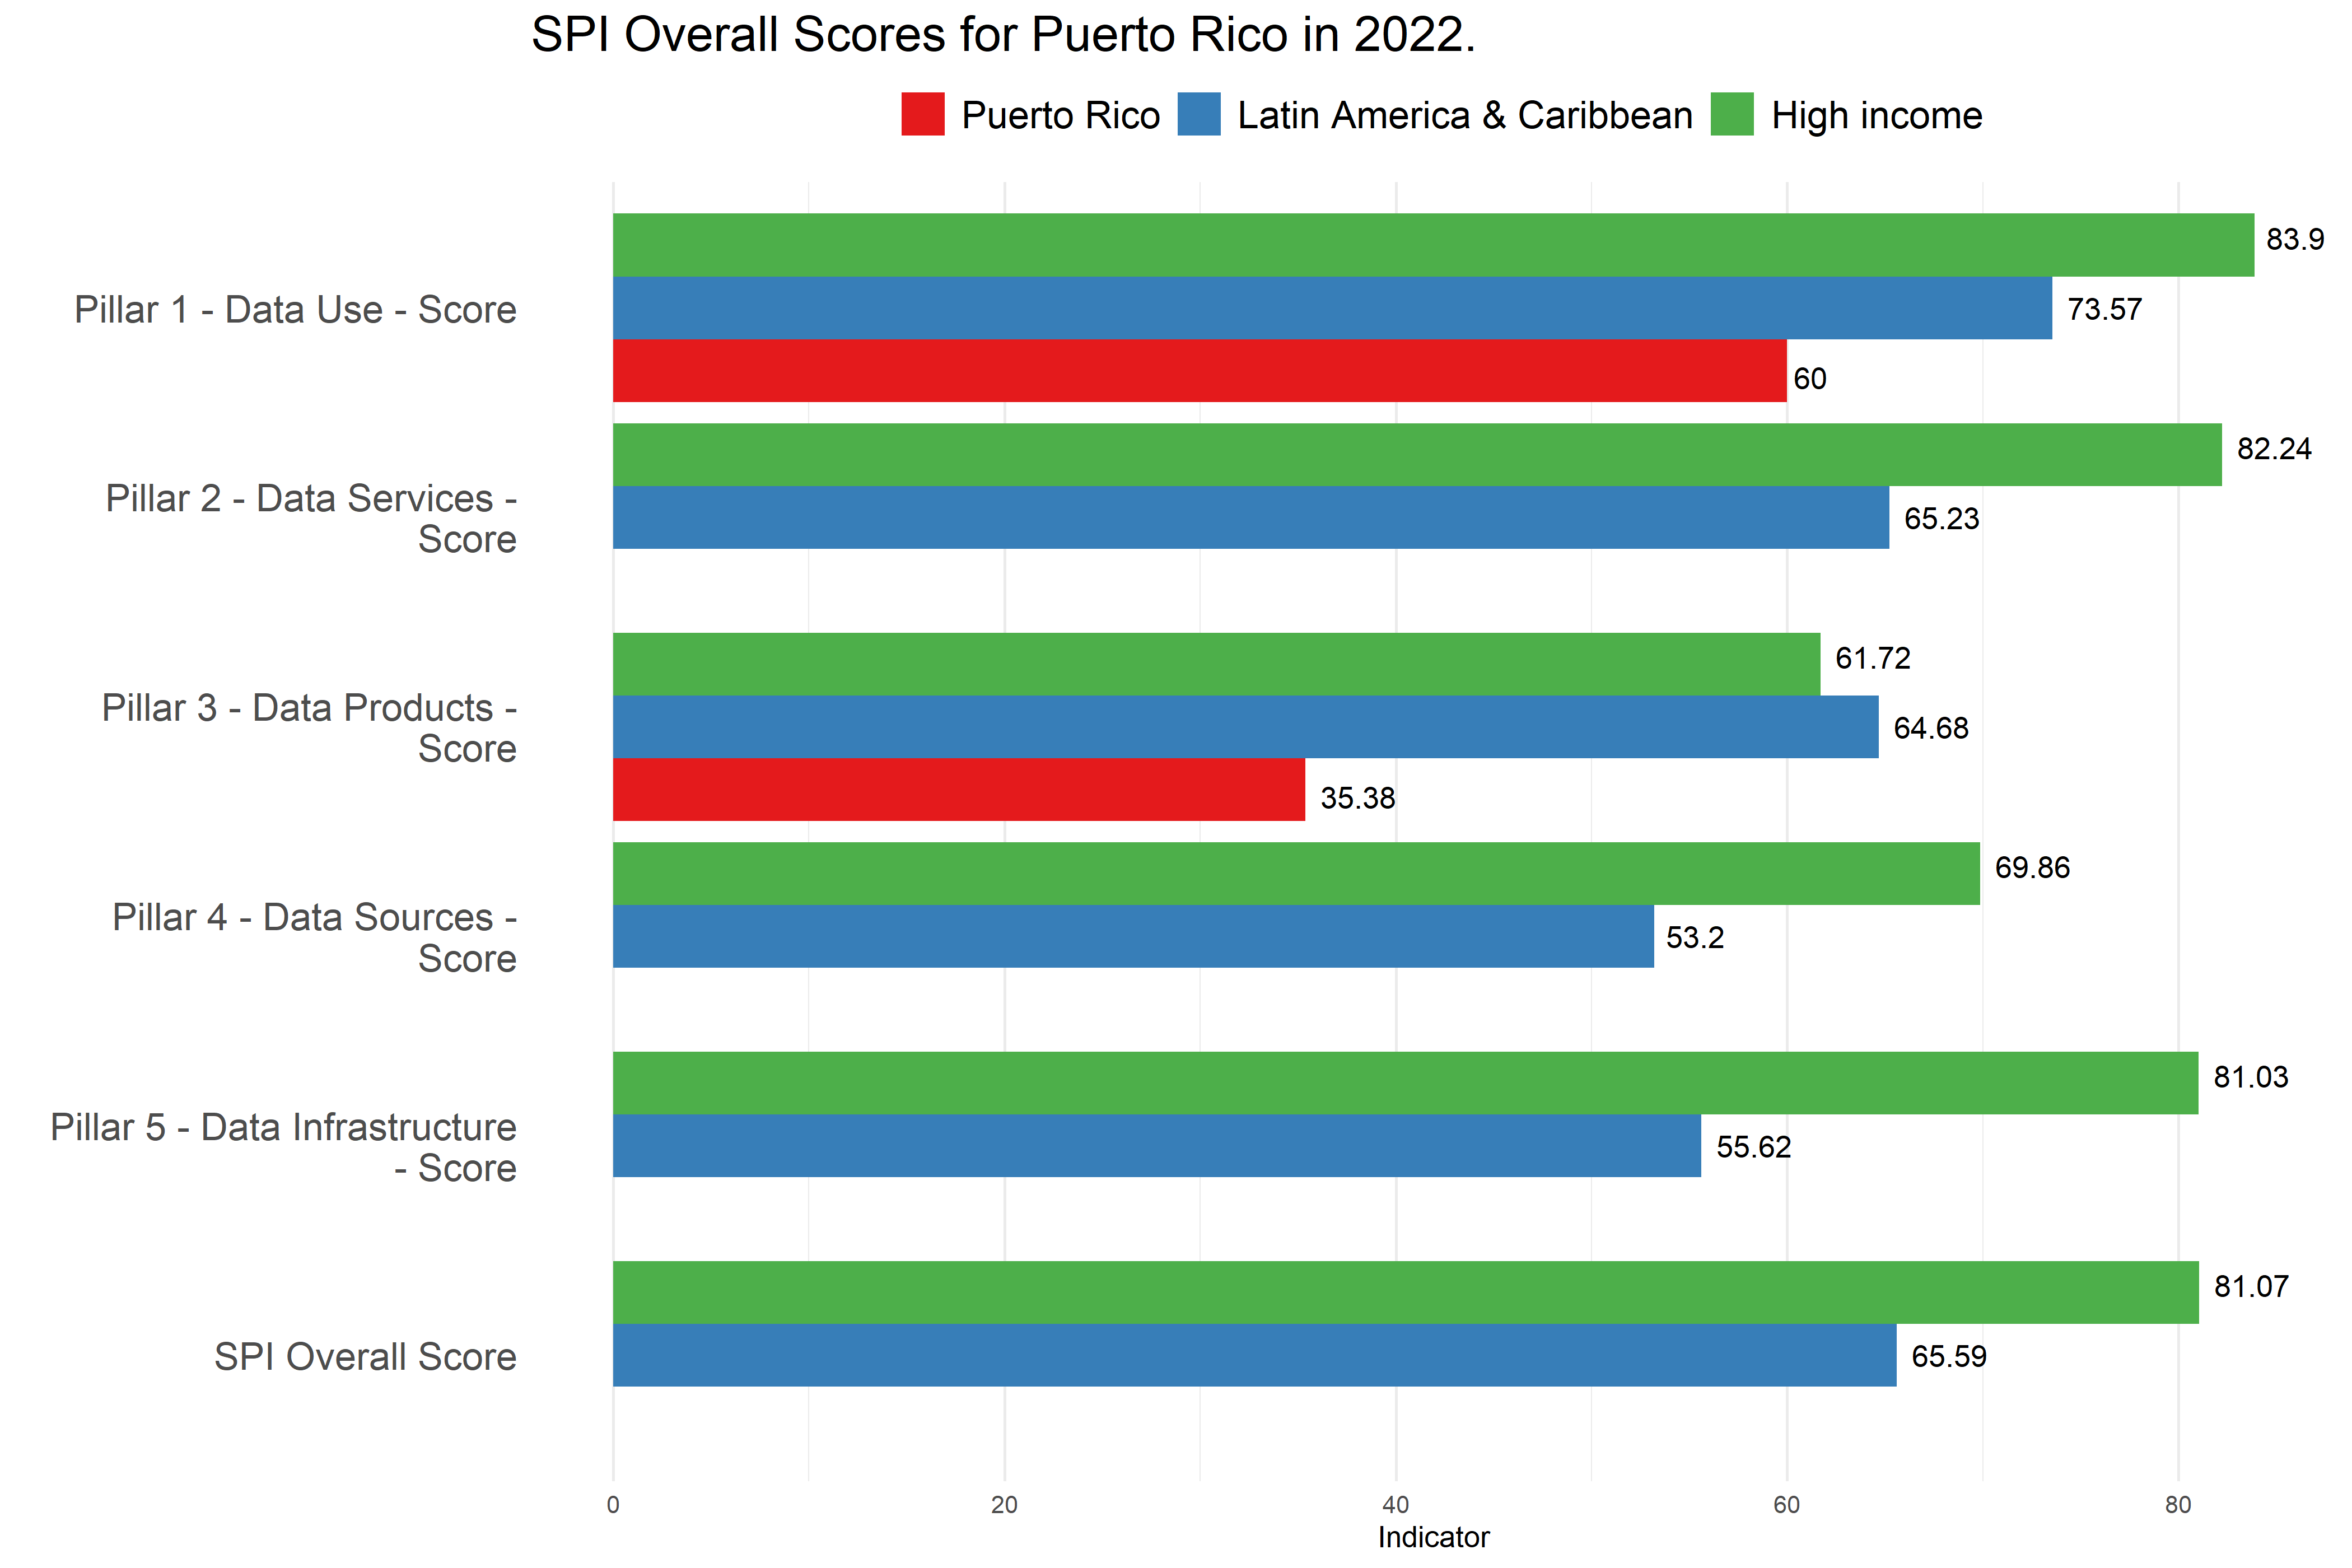 SPI Overall Scores for Puerto Rico in 2022.
Puerto Rico Latin America & Caribbean High income
83.9
Pillar 1 - Data Use - Score
73.57
60
82.24
Pillar 2 - Data Services -
Score
65.23
61.72
Pillar 3 - Data Products -
Score
64.68
35.38
69.86
Pillar 4 - Data Sources -
Score
53.2
81.03
Pillar 5 - Data Infrastructure
- Score
55.62
81.07
SPI Overall Score
65.59
0 20 40 60 80
Indicator